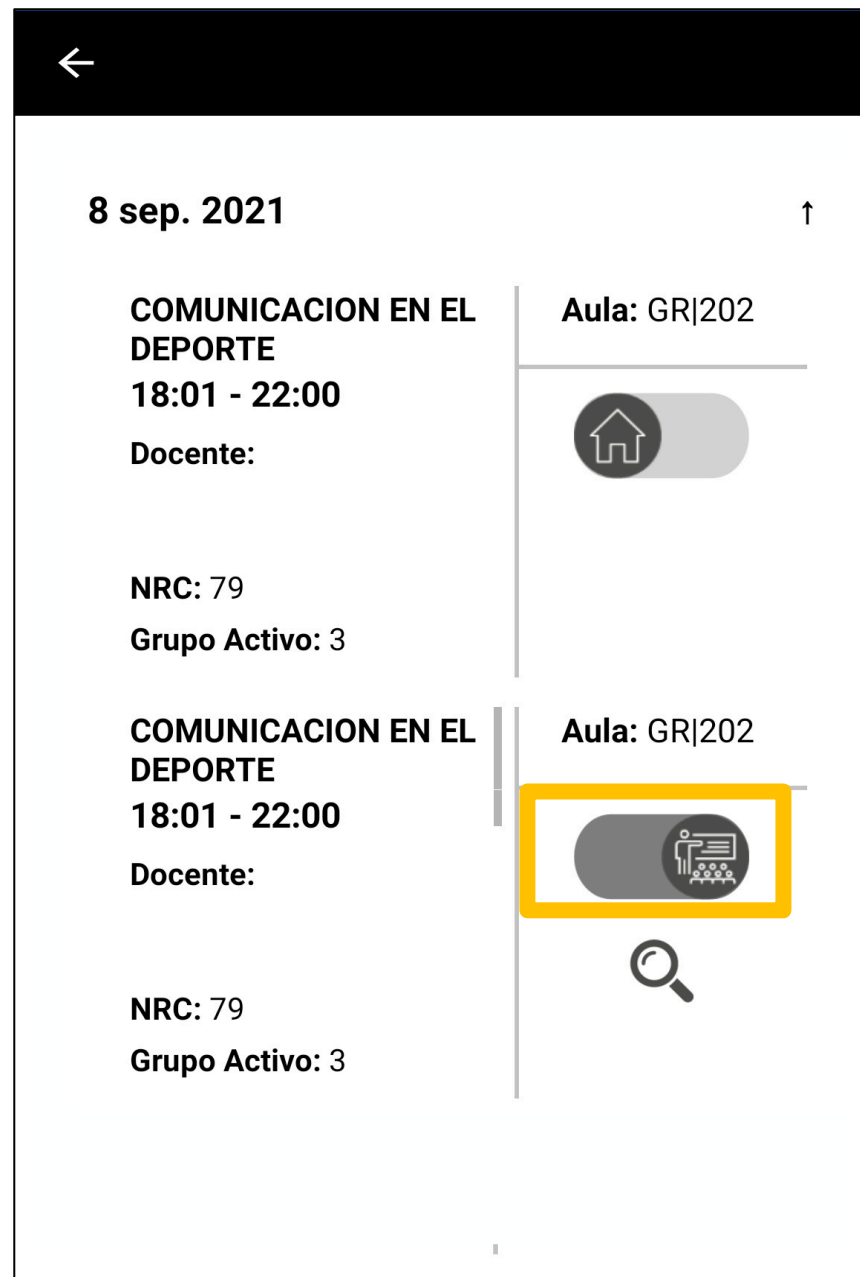 8 sep. 2021 ↑
COMUNICACION EN EL
DEPORTE
18:01 - 22:00
Docente:
NRC: 79
Grupo Activo: 3
Aula: GR|202
COMUNICACION EN EL
DEPORTE
18:01 - 22:00
Docente:
NRC: 79
Grupo Activo: 3
Aula: GR|202